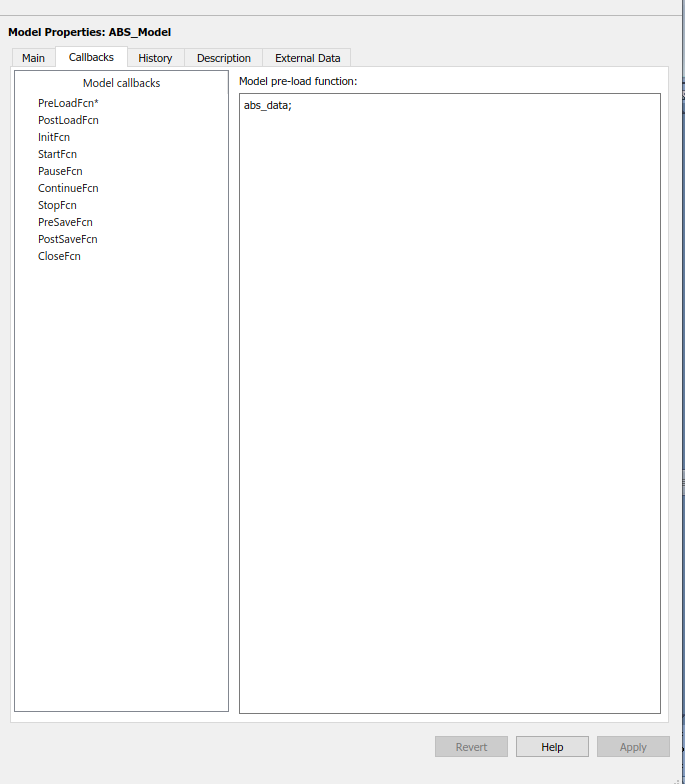 Model Properties: ABS_Model
Main Callbacks History Description External Data
Model callbacks
PreLoadFcn*
PostLoadFcn
InitFcn
StartFcn
PauseFcn
ContinueFcn
StopFcn
PreSaveFcn
PostSaveFcn
CloseFcn
Model pre-load function:
abs_data;
Revert Help Apply